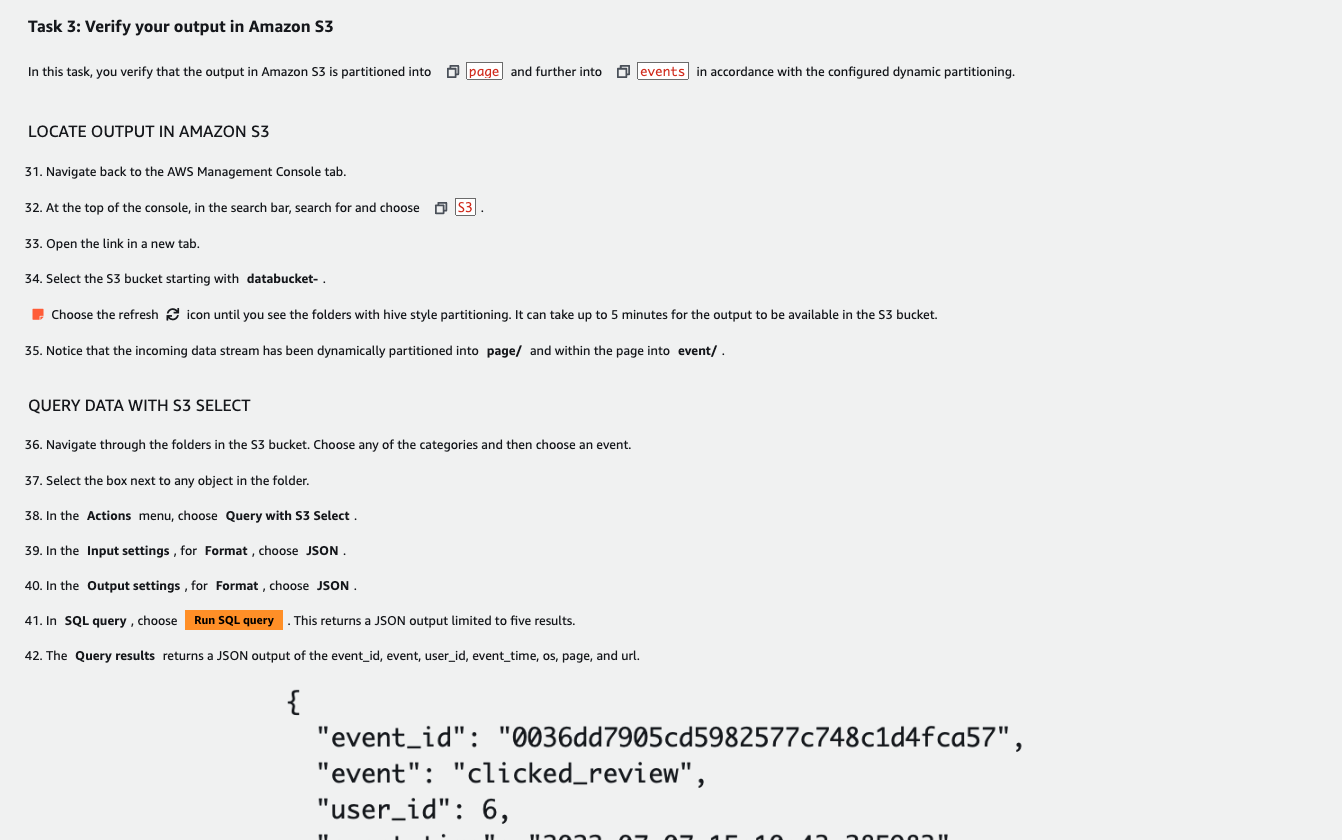 Task 3: Verify your output in Amazon S3
In this task, you verify that the output in Amazon S3 is partitioned into page and further into events in accordance with the configured dynamic partitioning.
LOCATE OUTPUT IN AMAZON S3
31. Navigate back to the AWS Management Console tab.
32. At the top of the console, in the search bar, search for and choose S3 .
33. Open the link in a new tab.
34. Select the S3 bucket starting with databucket- .
Choose the refresh icon until you see the folders with hive style partitioning. It can take up to 5 minutes for the output to be available in the S3 bucket.
35. Notice that the incoming data stream has been dynamically partitioned into page/ and within the page into event/ .
QUERY DATA WITH S3 SELECT
36. Navigate through the folders in the S3 bucket. Choose any of the categories and then choose an event.
37. Select the box next to any object in the folder.
38. In the Actions menu, choose Query with S3 Select .
39. In the Input settings , for Format , choose JSON .
40. In the Output settings , for Format , choose JSON .
41. In SQL query , choose Run SQL query . This returns a JSON output limited to five results.
42. The Query results returns a JSON output of the event_id, event, user_id, event_time, os, page, and url.
{
"event_id": "0036dd7905cd5982577c748c1d4fca57",
"event": "clicked_review",
"user_id": 6,